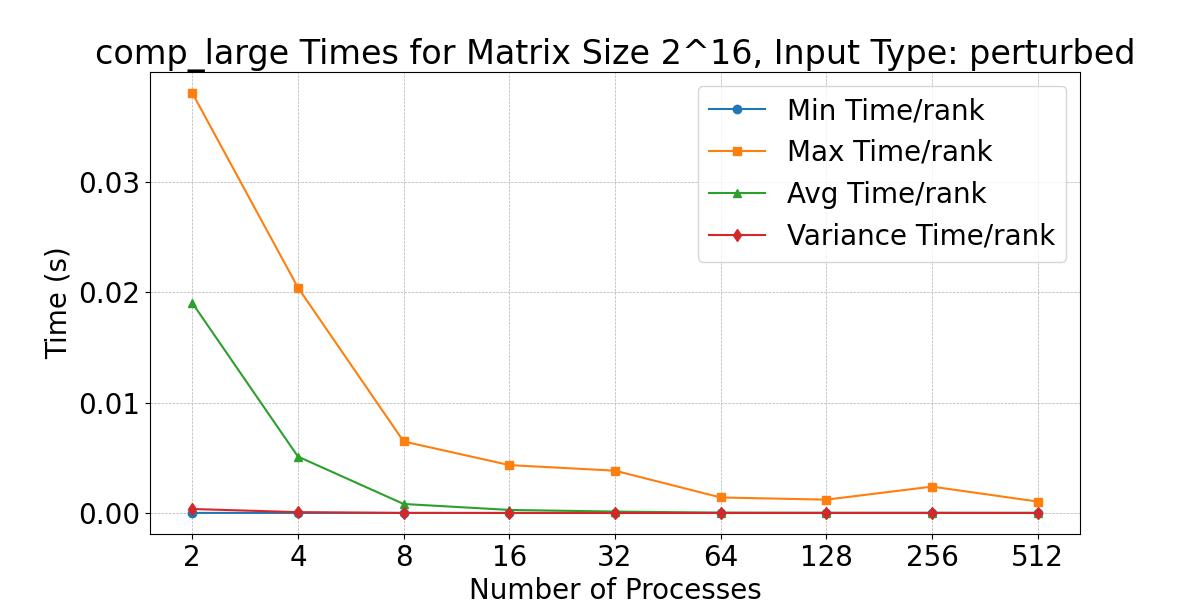 comp_large Times for Matrix Size 2^16, Input Type: perturbed
Min Time/rank
Max Time/rank
Avg Time/rank
Variance Time/rank
Time (s)
0.03
0.02
0.01
0.00
2 4 8 16 32 64 128 256 512
Number of Processes